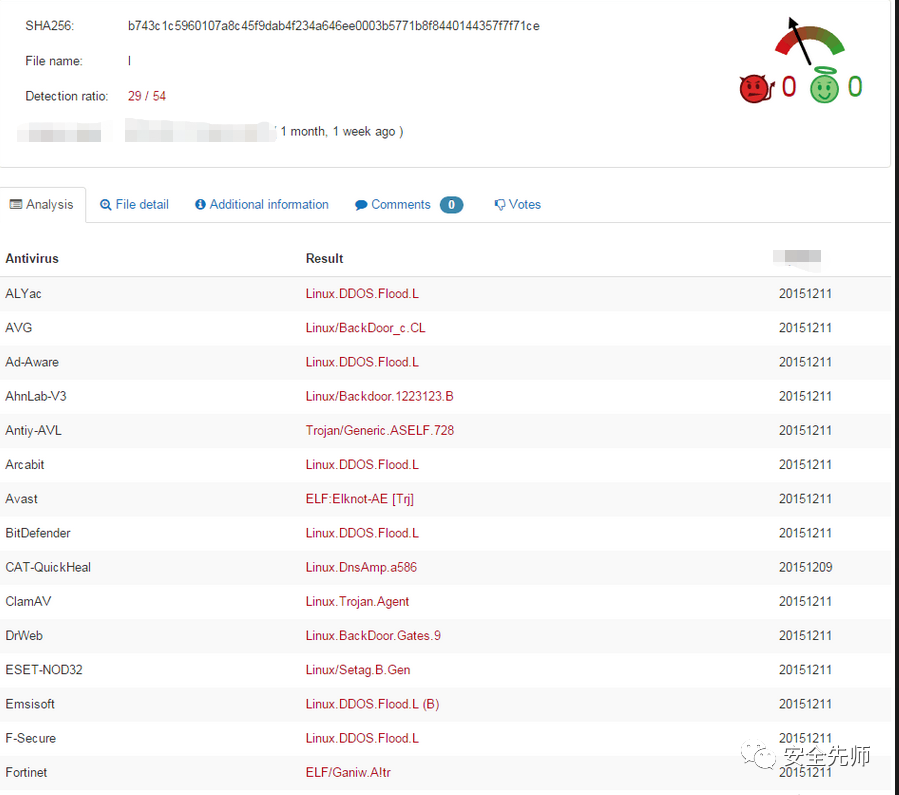 SHA256: b743c1c5960107a8c45f9dab4f234a646ee0003b5771b8f8440144357f7f71ce
File name: l
Detection ratio: 29 / 54
1 month, 1 week ago )
0 0
Analysis File detail Additional information Comments 0 Votes
Antivirus Result
ALYac Linux.DDOS.Flood.L 20151211
AVG Linux/BackDoor_c.CL 20151211
Ad-Aware Linux.DDOS.Flood.L 20151211
AhnLab-V3 Linux/Backdoor.1223123.B 20151211
Antiy-AVL Trojan/Generic.ASELF.728 20151211
Arcabit Linux.DDOS.Flood.L 20151211
Avast ELF:Elknot-AE [Trj] 20151211
BitDefender Linux.DDOS.Flood.L 20151211
CAT-QuickHeal Linux.DnsAmp.a586 20151209
ClamAV Linux.Trojan.Agent 20151211
DrWeb Linux.BackDoor.Gates.9 20151211
ESET-NOD32 Linux/Setag.B.Gen 20151211
Emsisoft Linux.DDOS.Flood.L (B) 20151211
F-Secure Linux.DDOS.Flood.L 20151211
Fortinet ELF/Ganiw.A!tr 20151211
安全先师